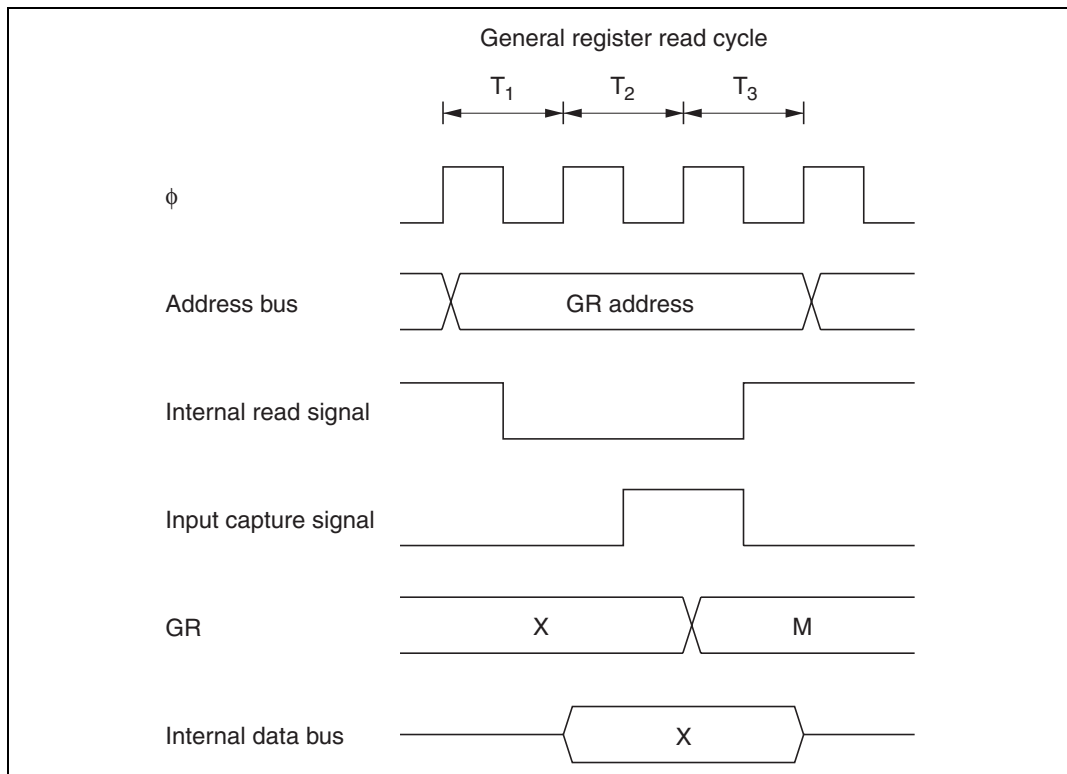 General register read cycle
T1 T2 T3
ϕ
Address bus GR address
Internal read signal
Input capture signal
GR X M
Internal data bus X